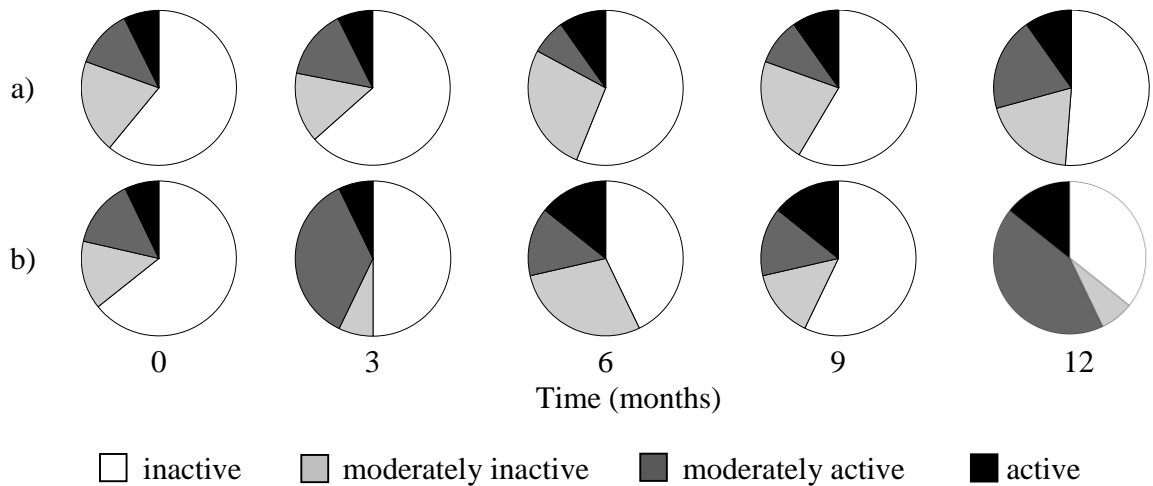 a)
b)
0 3 6 9 12
Time (months)
inactive moderately inactive moderately active active